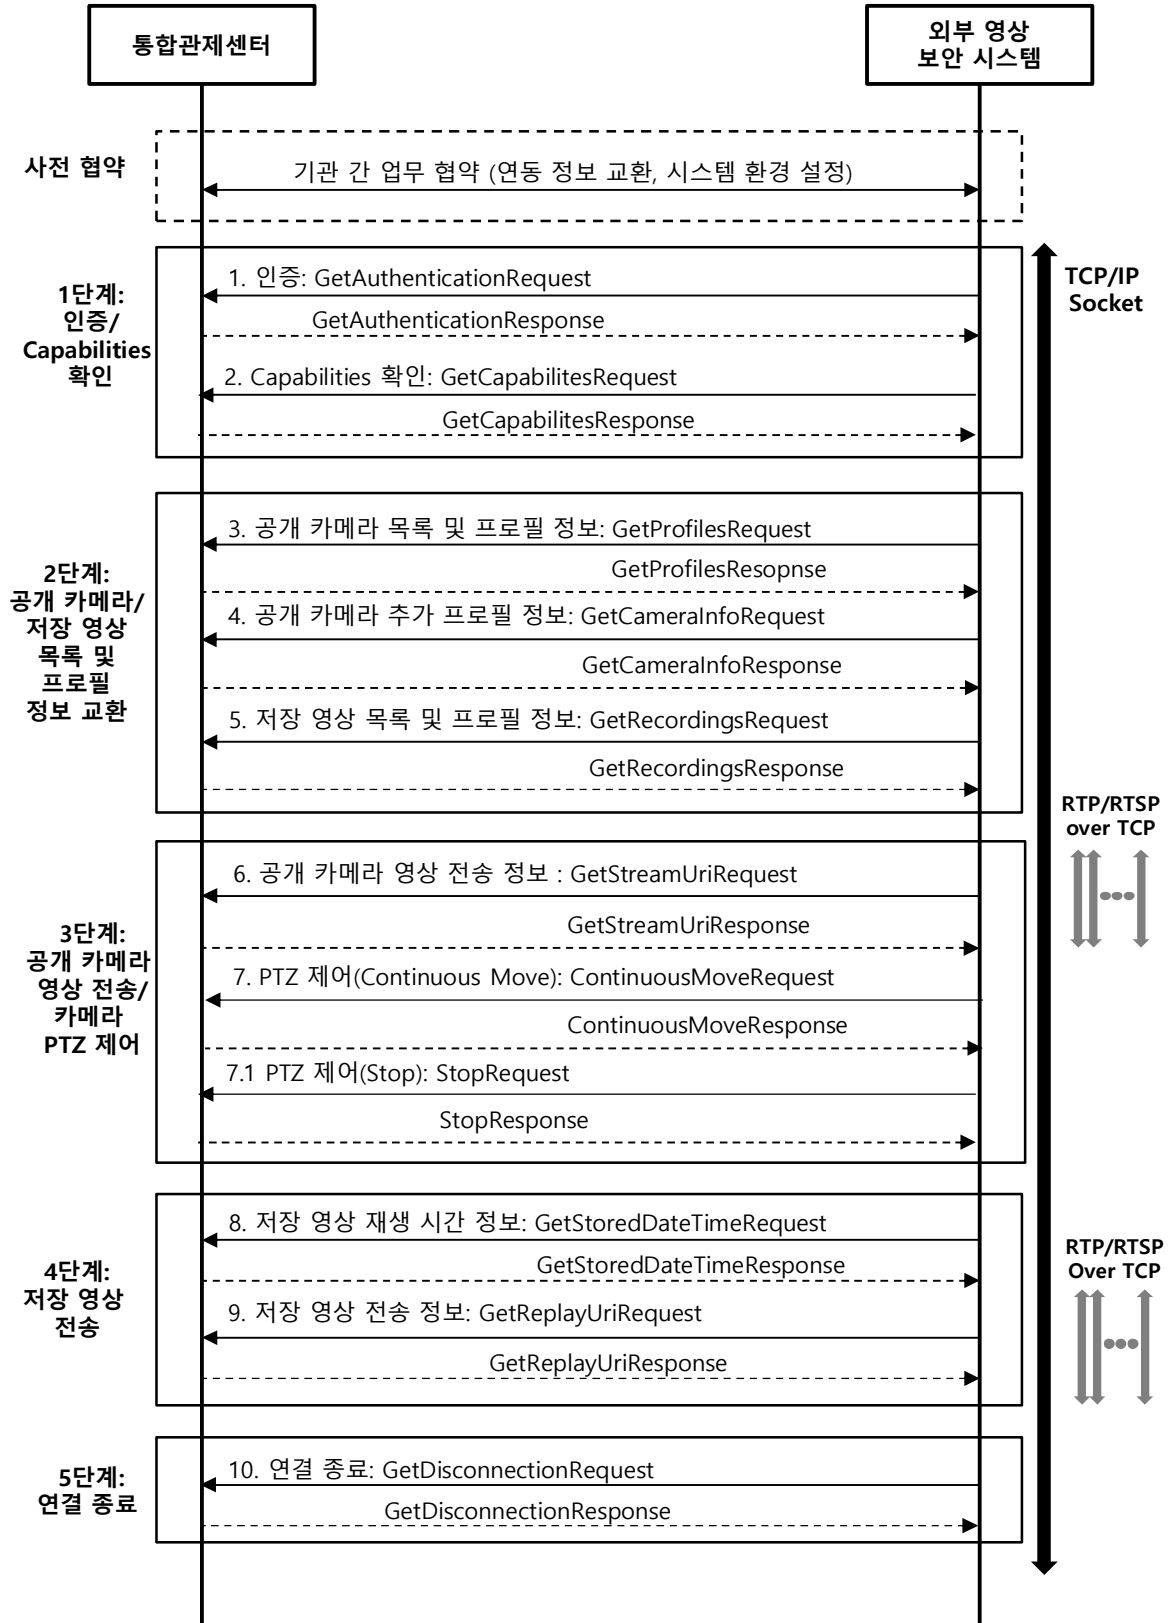 통합관제센터
외부 영상
보안 시스템
사전 협약
기관 간 업무 협약 (연동 정보 교환, 시스템 환경 설정)
TCP/IP
Socket
1단계:
인증/
Capabilities
확인
1. 인증: GetAuthenticationRequest
GetAuthenticationResponse
2. Capabilities 확인: GetCapabilitesRequest
GetCapabilitesResponse
2단계:
공개 카메라/
저장 영상
목록 및
프로필
정보 교환
3. 공개 카메라 목록 및 프로필 정보: GetProfilesRequest
GetProfilesResopnse
4. 공개 카메라 추가 프로필 정보: GetCameraInfoRequest
GetCameraInfoResponse
5. 저장 영상 목록 및 프로필 정보: GetRecordingsRequest
GetRecordingsResponse
RTP/RTSP
over TCP
3단계:
공개 카메라
영상 전송/
카메라
PTZ 제어
6. 공개 카메라 영상 전송 정보 : GetStreamUriRequest
GetStreamUriResponse
7. PTZ 제어(Continuous Move): ContinuousMoveRequest
ContinuousMoveResponse
7.1 PTZ 제어(Stop): StopRequest
StopResponse
4단계:
저장 영상
전송
8. 저장 영상 재생 시간 정보: GetStoredDateTimeRequest
GetStoredDateTimeResponse
9. 저장 영상 전송 정보: GetReplayUriRequest
GetReplayUriResponse
RTP/RTSP
Over TCP
5단계:
연결 종료
10. 연결 종료: GetDisconnectionRequest
GetDisconnectionResponse